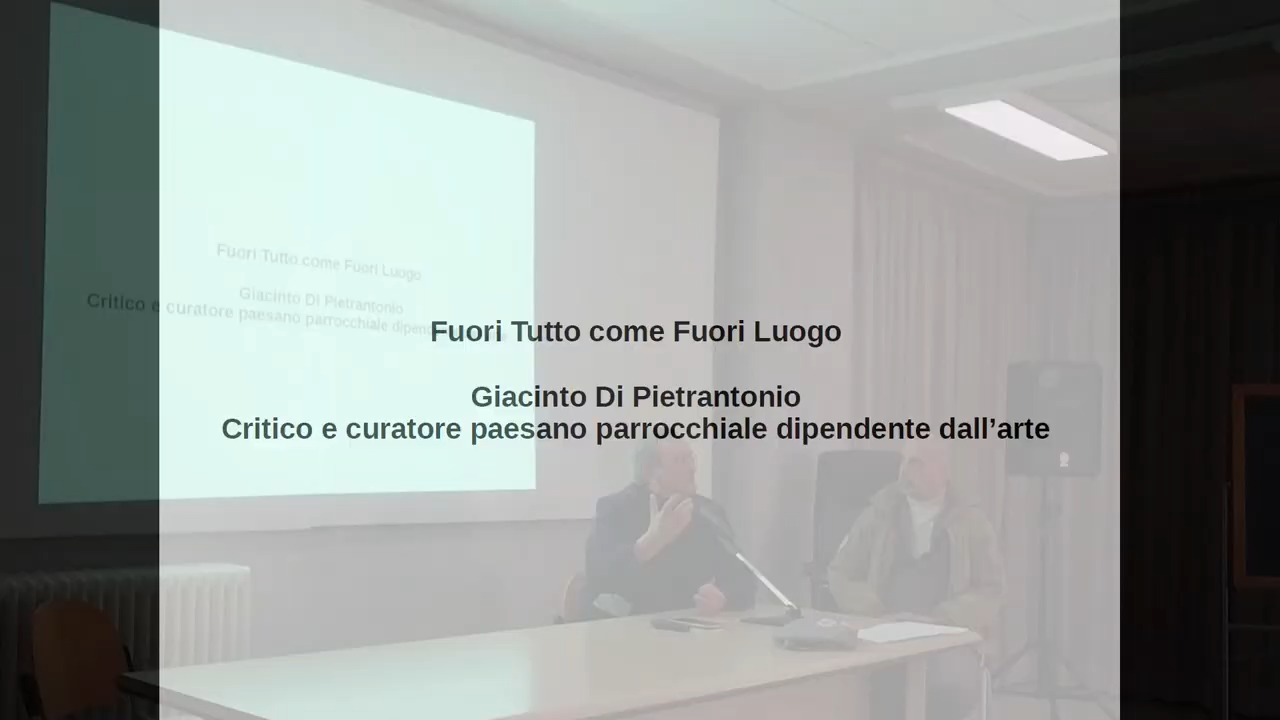 Fuori Tutto come Fuori Luogo
Giacinto Di Pietrantonio
Critico e curatore paesano parrocchiale
Fuori Tutto come Fuori Luogo
Giacinto Di Pietrantonio
Critico e curatore paesano parrocchiale dipendente dall’arte